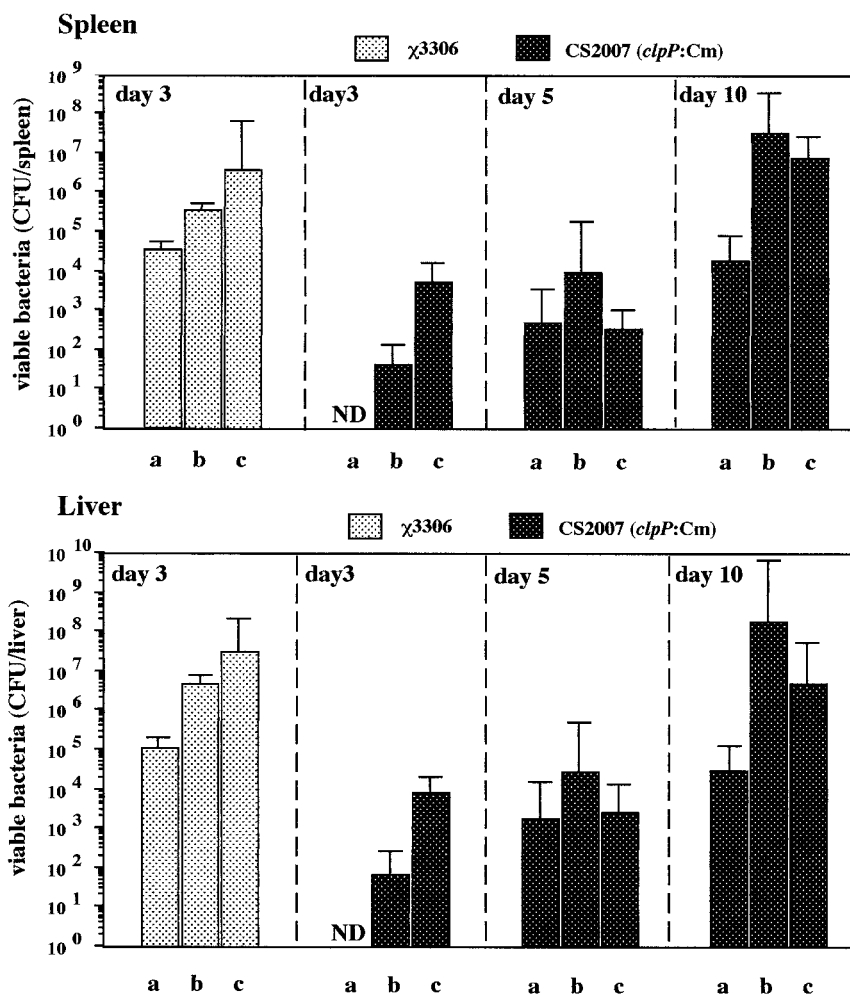 Spleen
χ3306 CS2007 (clpP:Cm)
day 3 day3 day 5 day 10
10^9
10^8
10^7
10^6
10^5
10^4
10^3
10^2
10^1
10^0
viable bacteria (CFU/spleen)
ND
a b c a b c a b c a b c
Liver
χ3306 CS2007 (clpP:Cm)
day 3 day3 day 5 day 10
10^10
10^9
10^8
10^7
10^6
10^5
10^4
10^3
10^2
10^1
10^0
viable bacteria (CFU/liver)
ND
a b c a b c a b c a b c